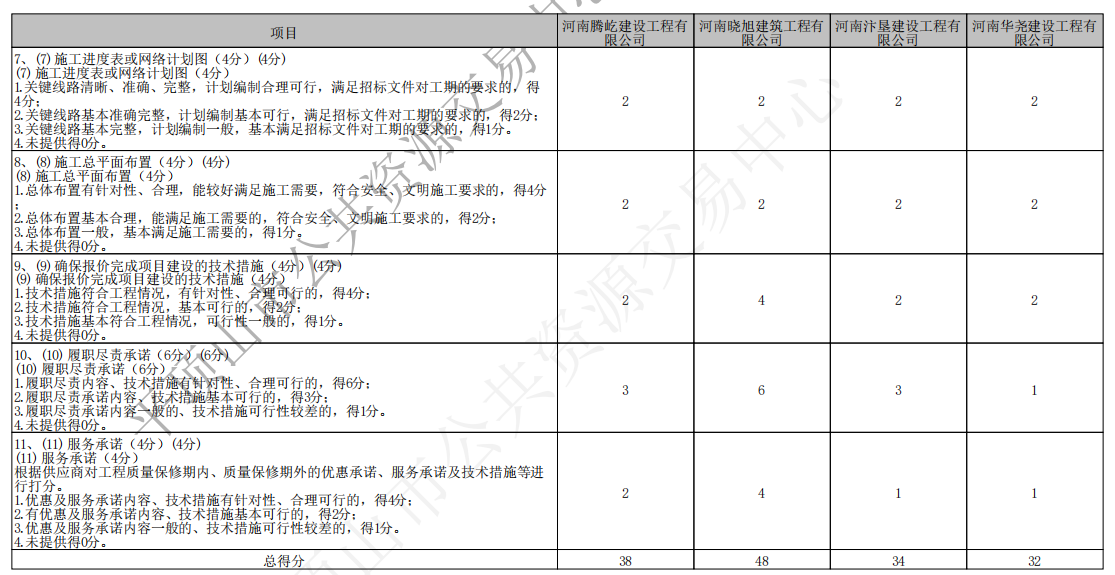 项目
河南腾屹建设工程有
限公司
河南晓旭建筑工程有
限公司
河南汴垦建设工程有
限公司
河南华尧建设工程有
限公司
7、(7)施工进度表或网络计划图（4分）(4分)
(7)施工进度表或网络计划图（4分）
1.关键线路清晰、准确、完整，计划编制合理可行，满足招标文件对工期的要求的，得
4分；
2.关键线路基本准确完整，计划编制基本可行，满足招标文件对工期的要求的，得2分；
3.关键线路基本完整，计划编制一般，基本满足招标文件对工期的要求的，得1分。
4.未提供得0分。
2
2
2
2
8、(8)施工总平面布置（4分）(4分)
(8)施工总平面布置（4分）
1.总体布置有针对性、合理，能较好满足施工需要，符合安全、文明施工要求的，得4分
；
2.总体布置基本合理，能满足施工需要的，符合安全、文明施工要求的，得2分；
3.总体布置一般，基本满足施工需要的，得1分。
4.未提供得0分。
2
2
2
2
9、(9)确保报价完成项目建设的技术措施（4分）(4分)
(9)确保报价完成项目建设的技术措施（4分）
1.技术措施符合工程情况，有针对性、合理可行的，得4分；
2.技术措施符合工程情况，基本可行的，得2分；
3.技术措施基本符合工程情况，可行性一般的，得1分。
4.未提供得0分。
2
4
2
2
10、(10)履职尽责承诺（6分）(6分)
(10)履职尽责承诺（6分）
1.履职尽责内容、技术措施有针对性、合理可行的，得6分；
2.履职尽责承诺内容、技术措施基本可行的，得3分；
3.履职尽责承诺内容一般的、技术措施可行性较差的，得1分。
4.未提供得0分。
3
6
3
1
11、(11)服务承诺（4分）(4分)
(11)服务承诺（4分）
根据供应商对工程质量保修期内、质量保修期外的优惠承诺、服务承诺及技术措施等进
行打分。
1.优惠及服务承诺内容、技术措施有针对性、合理可行的，得4分；
2.有优惠及服务承诺内容、技术措施基本可行的，得2分；
3.优惠及服务承诺内容一般的、技术措施可行性较差的，得1分。
4.未提供得0分。
2
4
1
1
总得分
38
48
34
32
平顶山市公共资源交易中心
顶山市公共资源交易中心